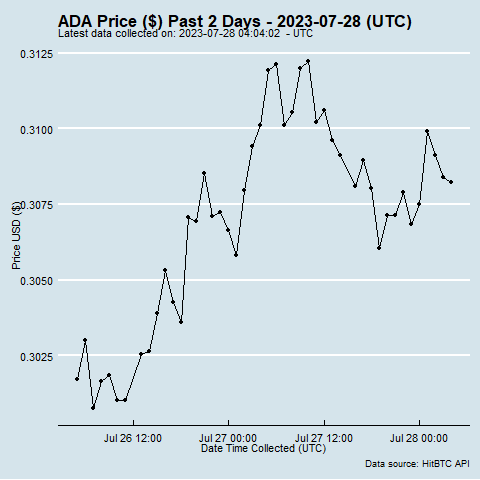 ADA Price ($) Past 2 Days - 2023-07-28 (UTC)
Latest data collected on: 2023-07-28 04:04:02 - UTC
0.3125
0.3100
0.3075
0.3050
0.3025
Price USD ($)
Jul 26 12:00 Jul 27 00:00 Jul 27 12:00 Jul 28 00:00
Date Time Collected (UTC)
Data source: HitBTC API